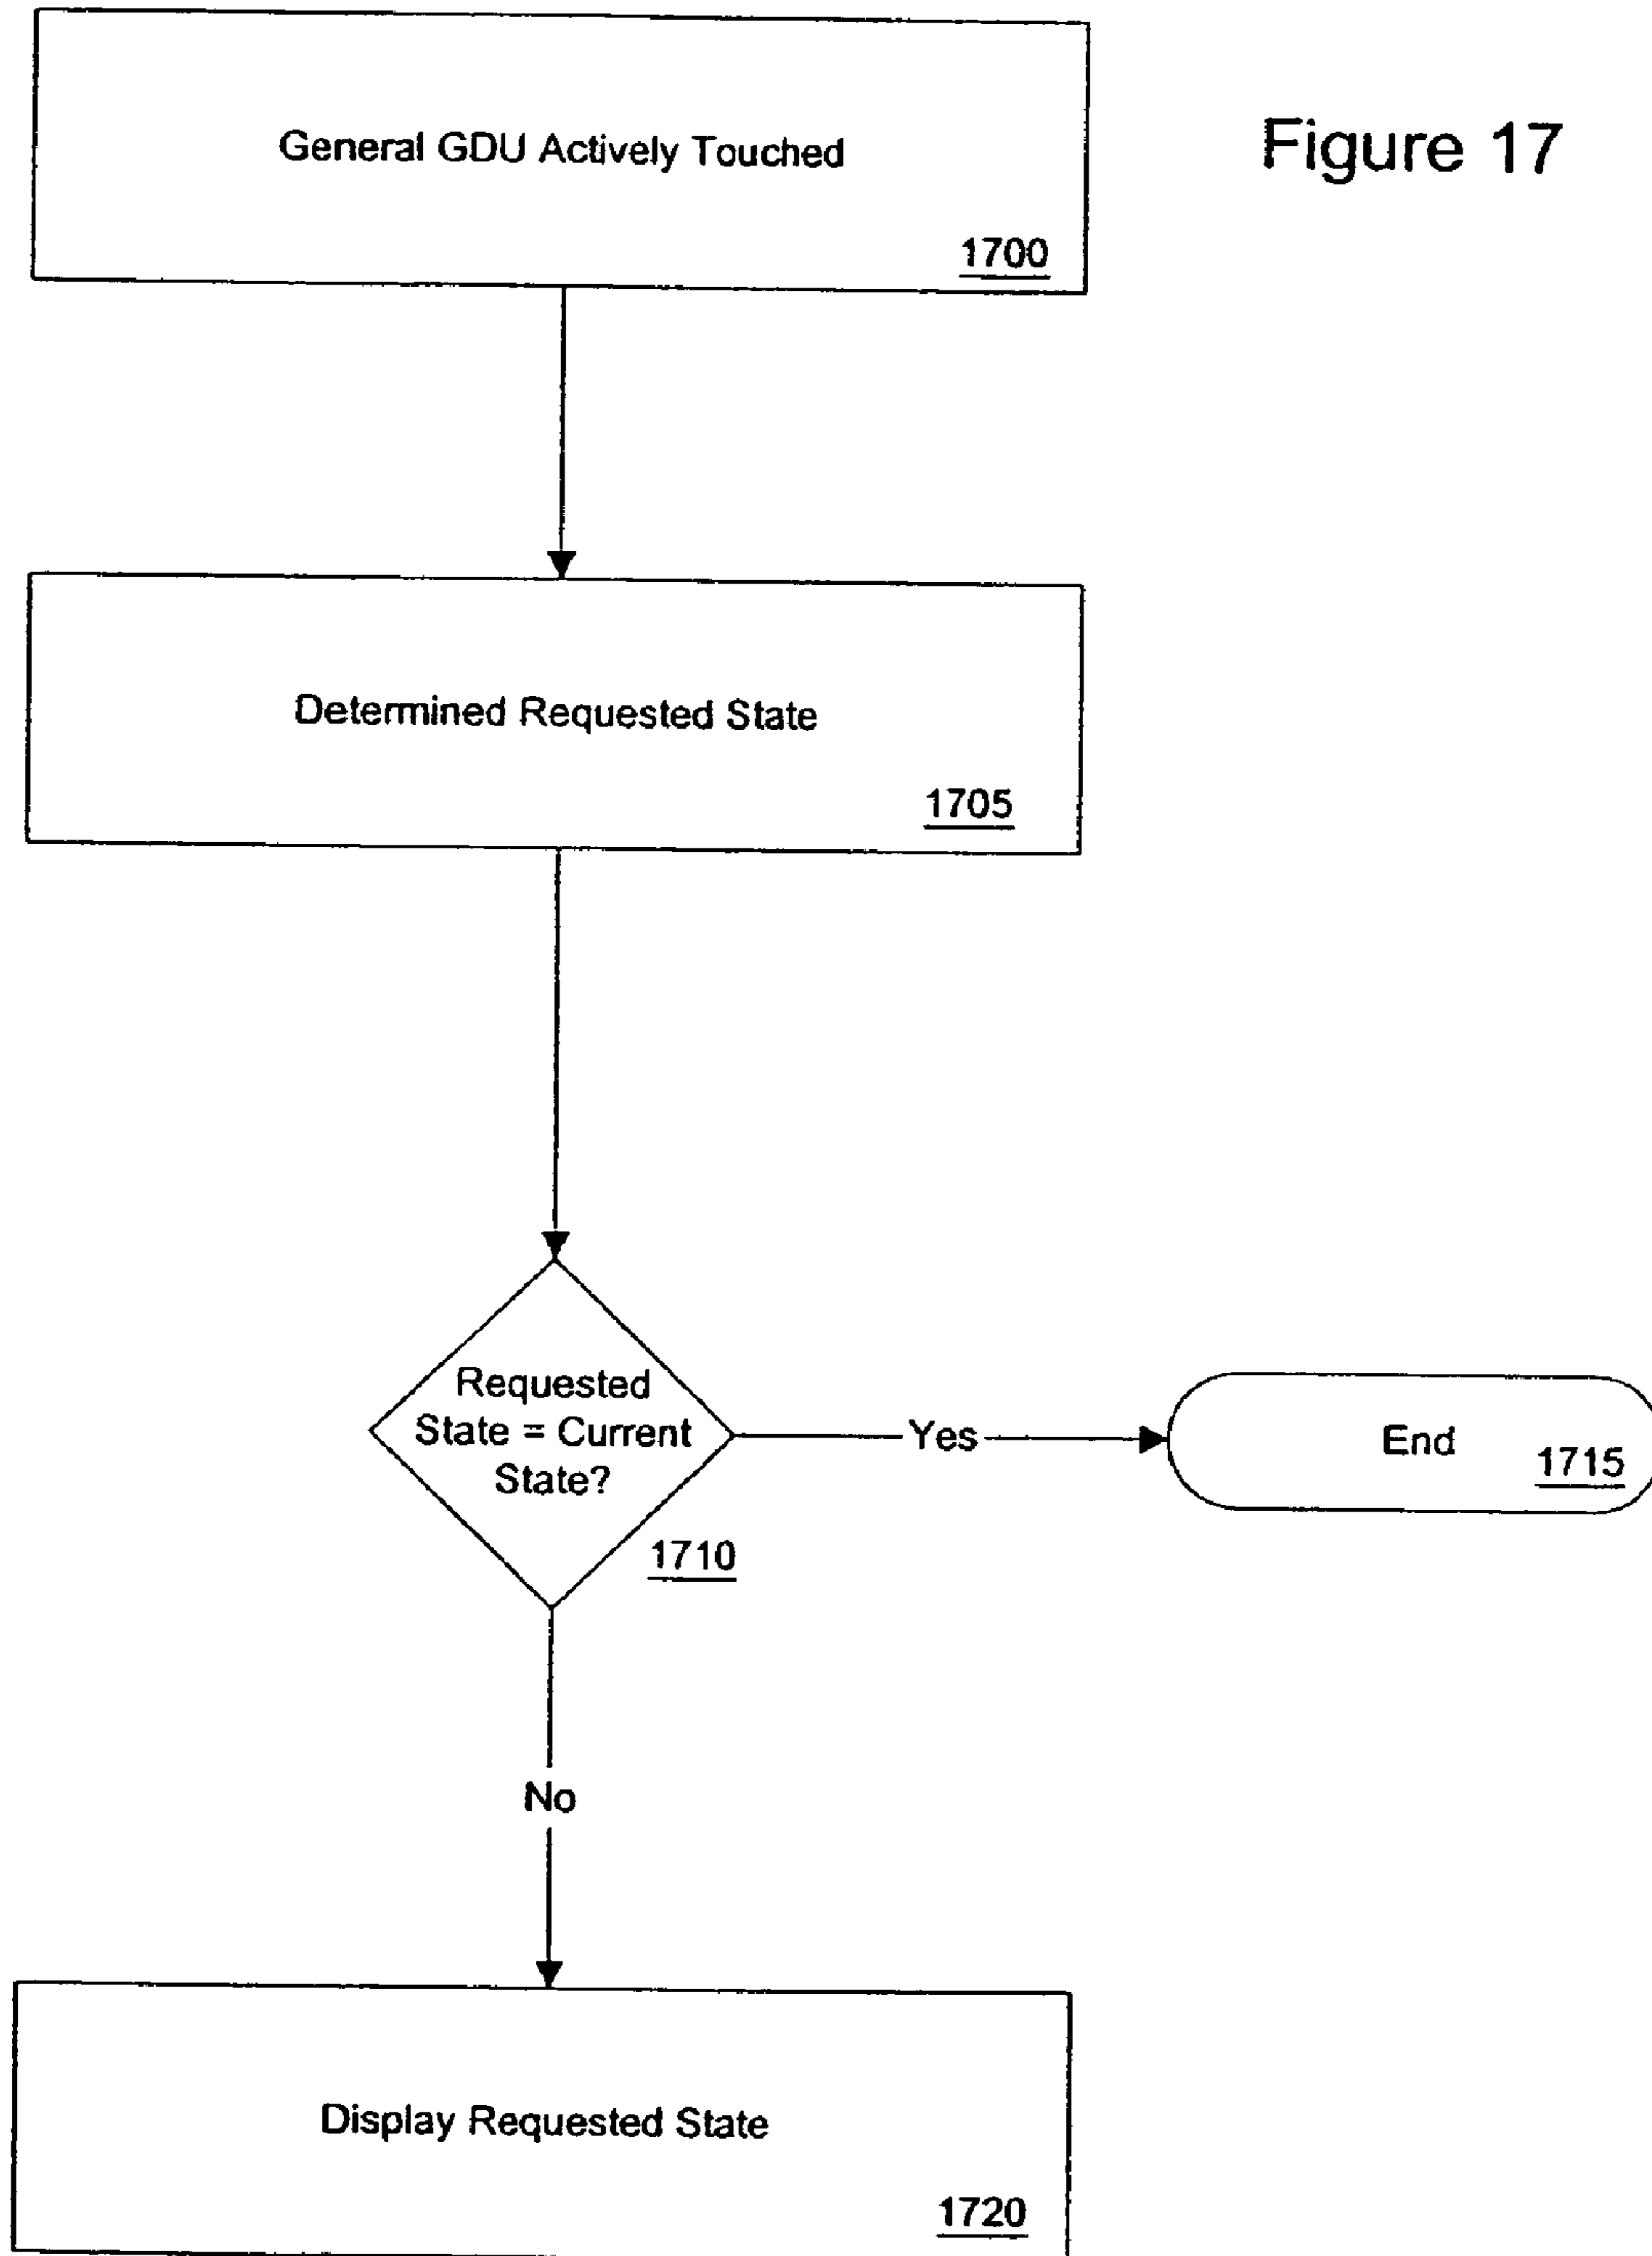 General GDU Actively Touched
1700
Figure 17
Determined Requested State
1705
Requested
State = Current
State?
1710
Yes
End
1715
No
Display Requested State
1720